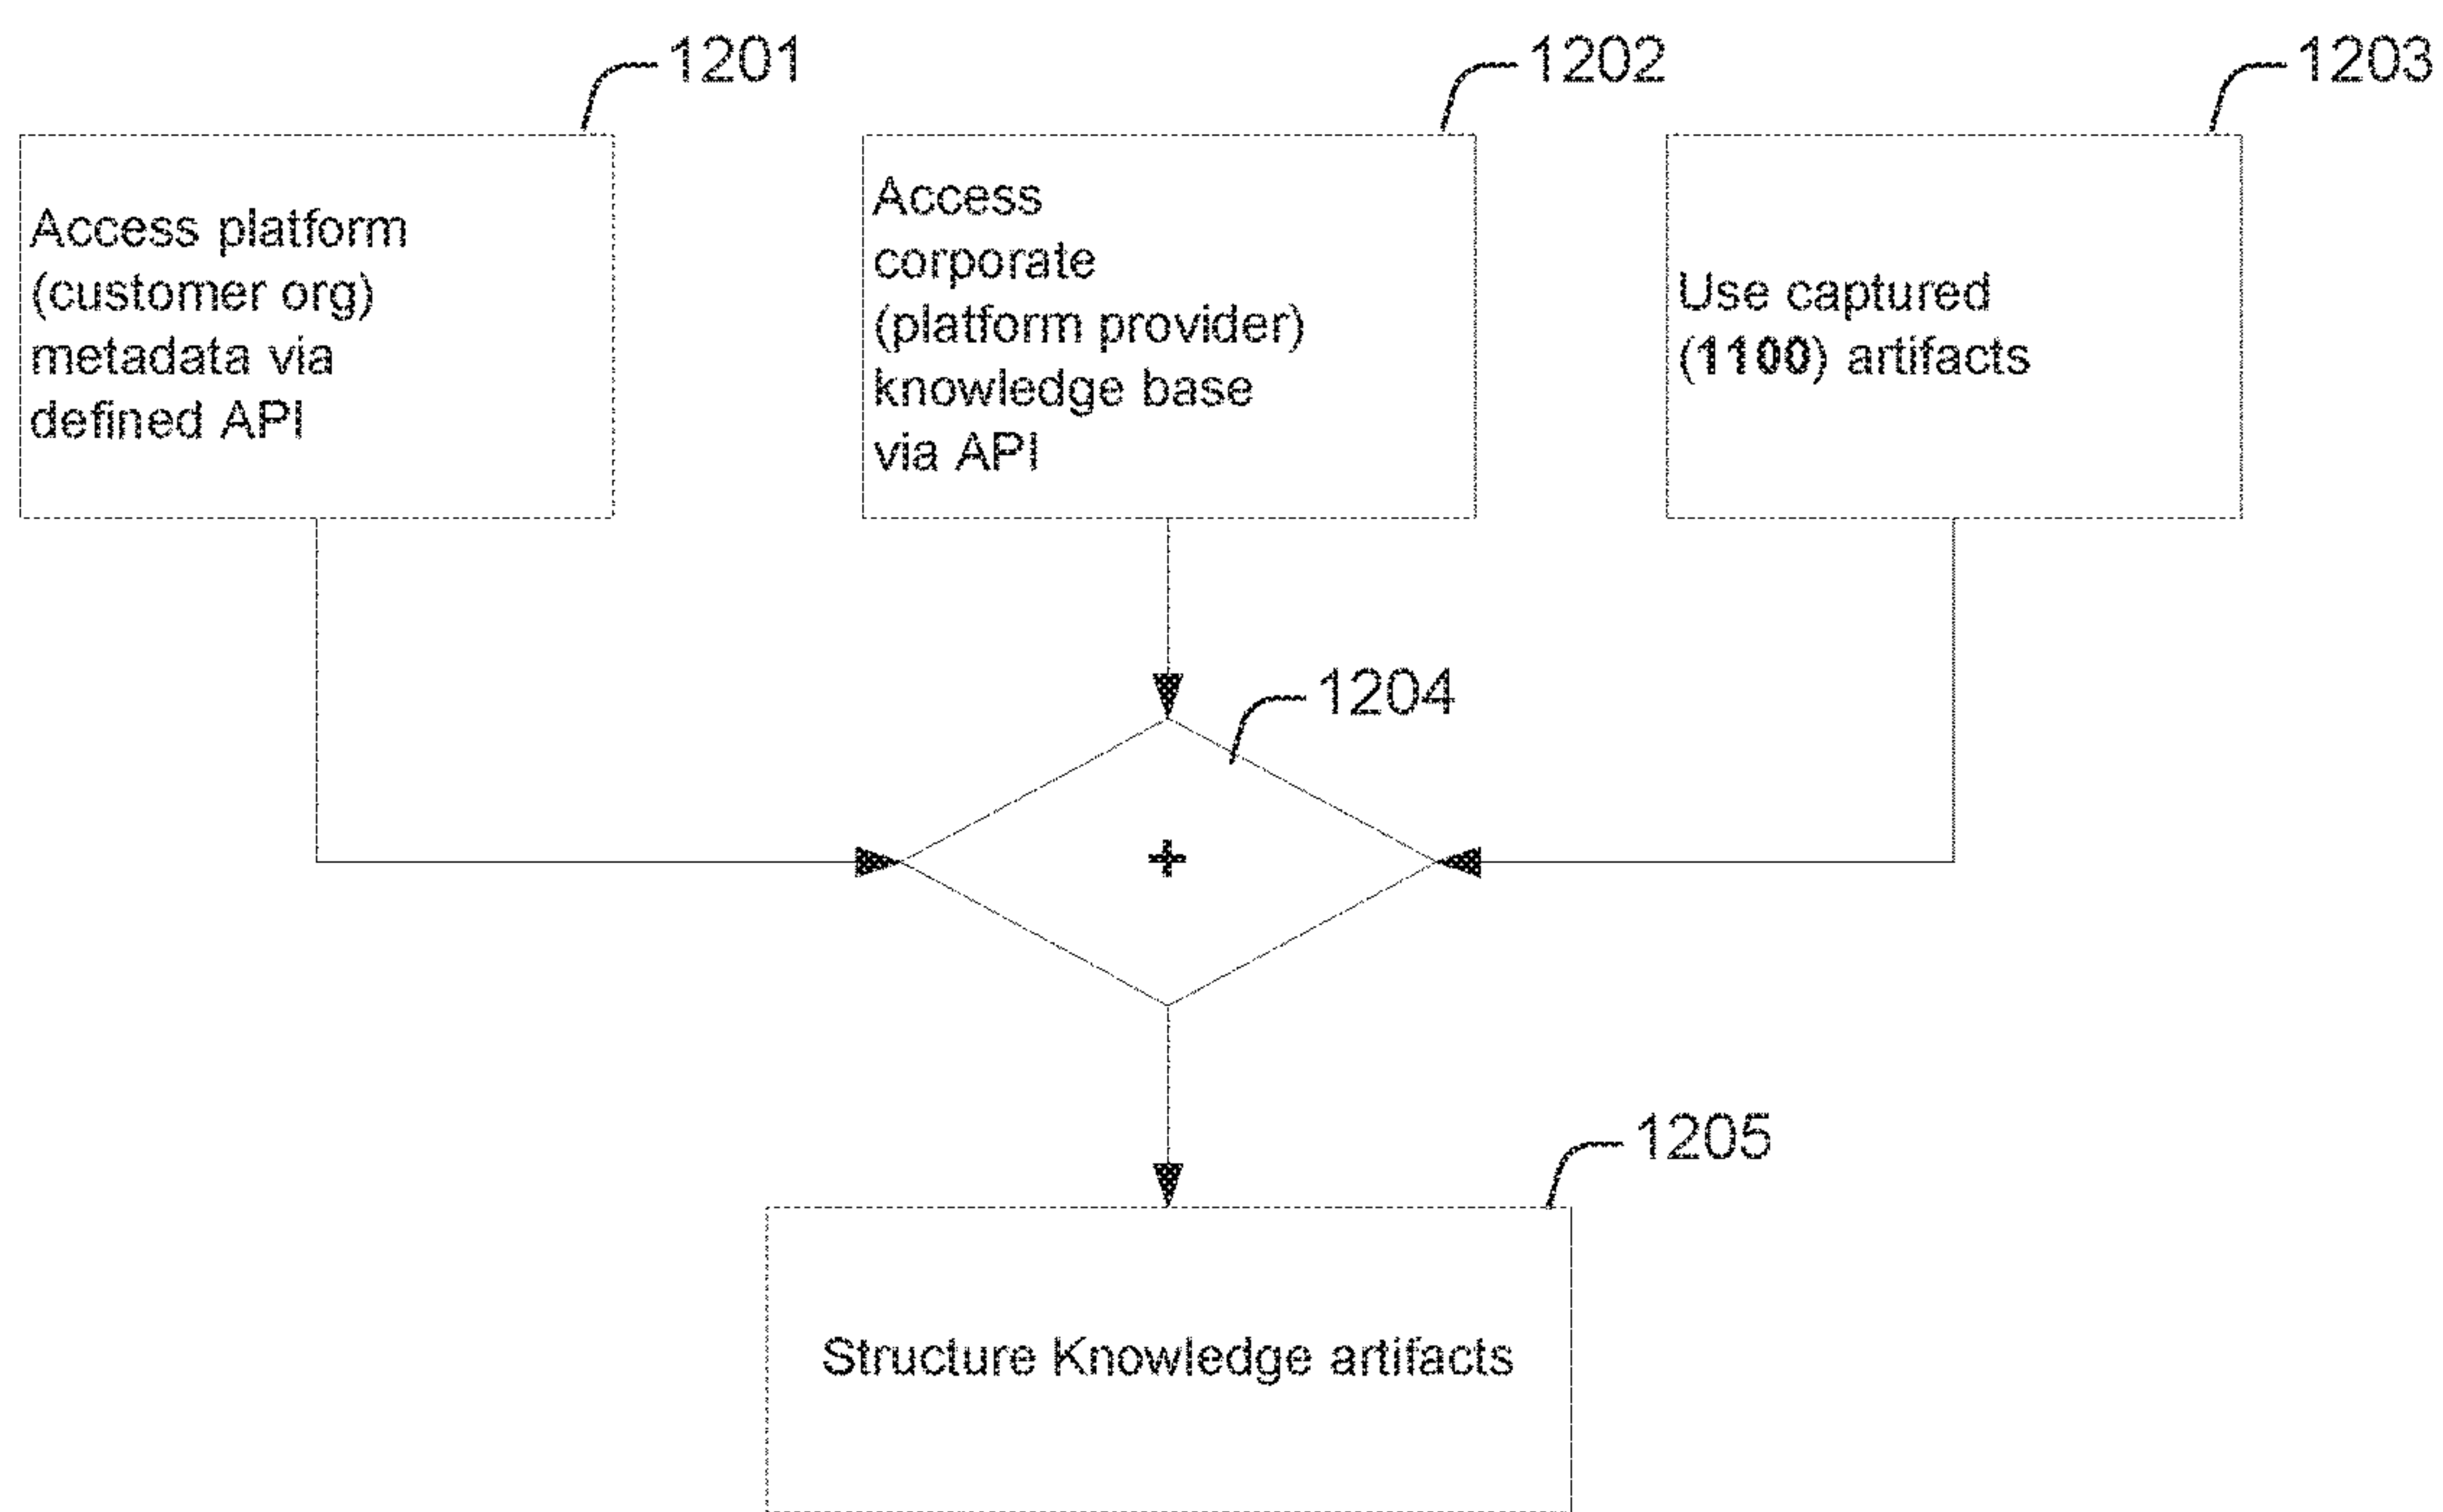 1201
1202
1203
Access platform
(customer org)
metadata via
defined API
Access
corporate
(platform provider)
knowledge base
via API
Use captured
(1100) artifacts
1204
+
1205
Structure Knowledge artifacts